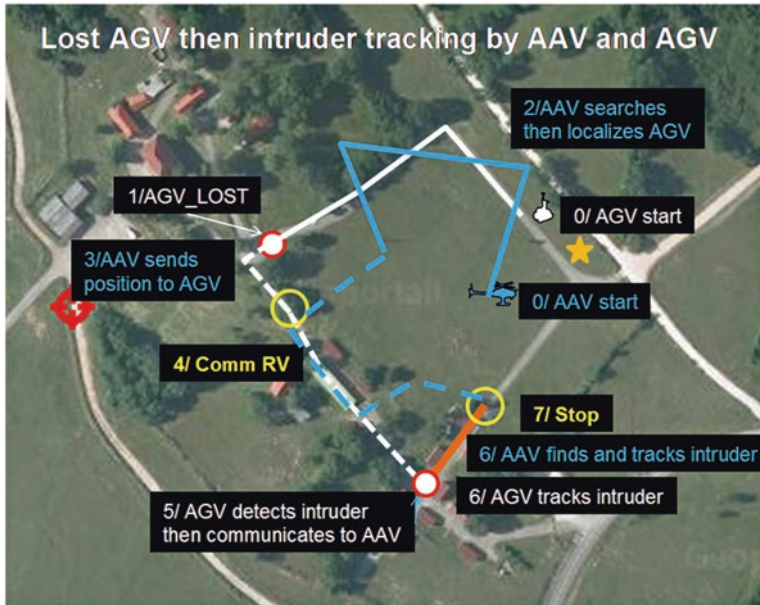 Lost AGV then intruder tracking by AAV and AGV
2/AAV searches
then localizes AGV
1/AGV_LOST
0/ AGV start
3/AAV sends
position to AGV
0/ AAV start
4/ Comm RV
7/ Stop
6/ AAV finds and tracks intruder
6/ AGV tracks intruder
5/ AGV detects intruder
then communicates to AAV